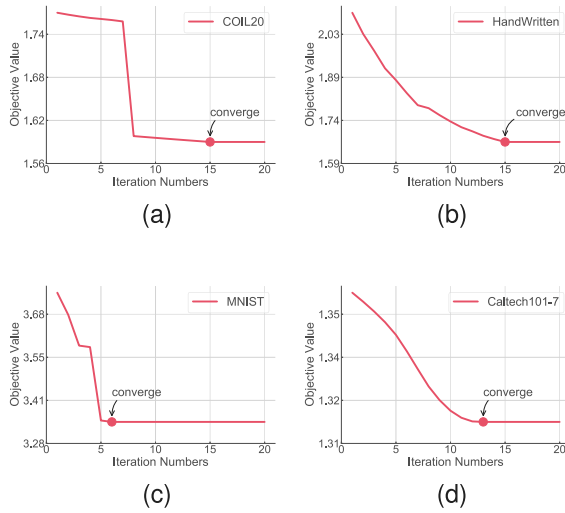 COIL20
1.74
1.68
1.62
1.56
Objective Value
converge
0 5 10 15 20
Iteration Numbers
(a)
HandWritten
2.03
1.89
1.74
1.59
Objective Value
converge
0 5 10 15 20
Iteration Numbers
(b)
MNIST
3.68
3.55
3.41
3.28
Objective Value
converge
0 5 10 15 20
Iteration Numbers
(c)
Caltech101-7
1.35
1.34
1.32
1.31
Objective Value
converge
0 5 10 15 20
Iteration Numbers
(d)